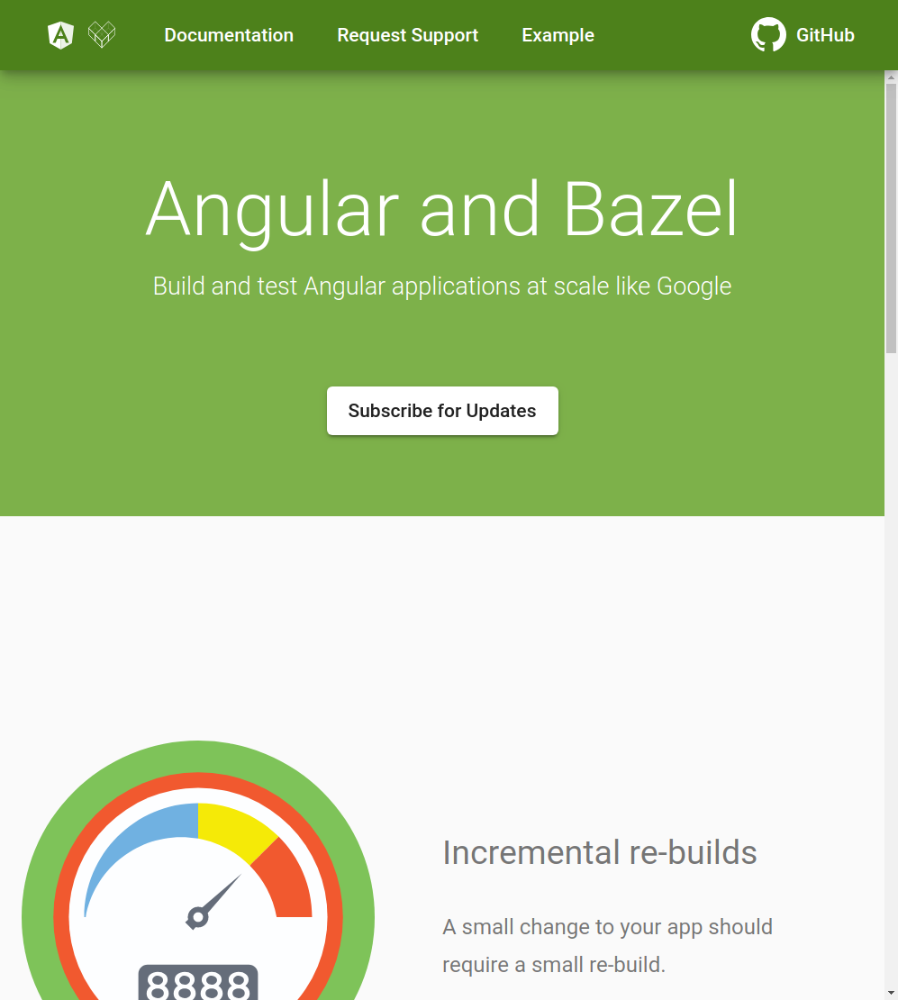 Documentation Request Support Example GitHub
Angular and Bazel
Build and test Angular applications at scale like Google
Subscribe for Updates
Incremental re-builds
A small change to your app should
require a small re-build.
8888